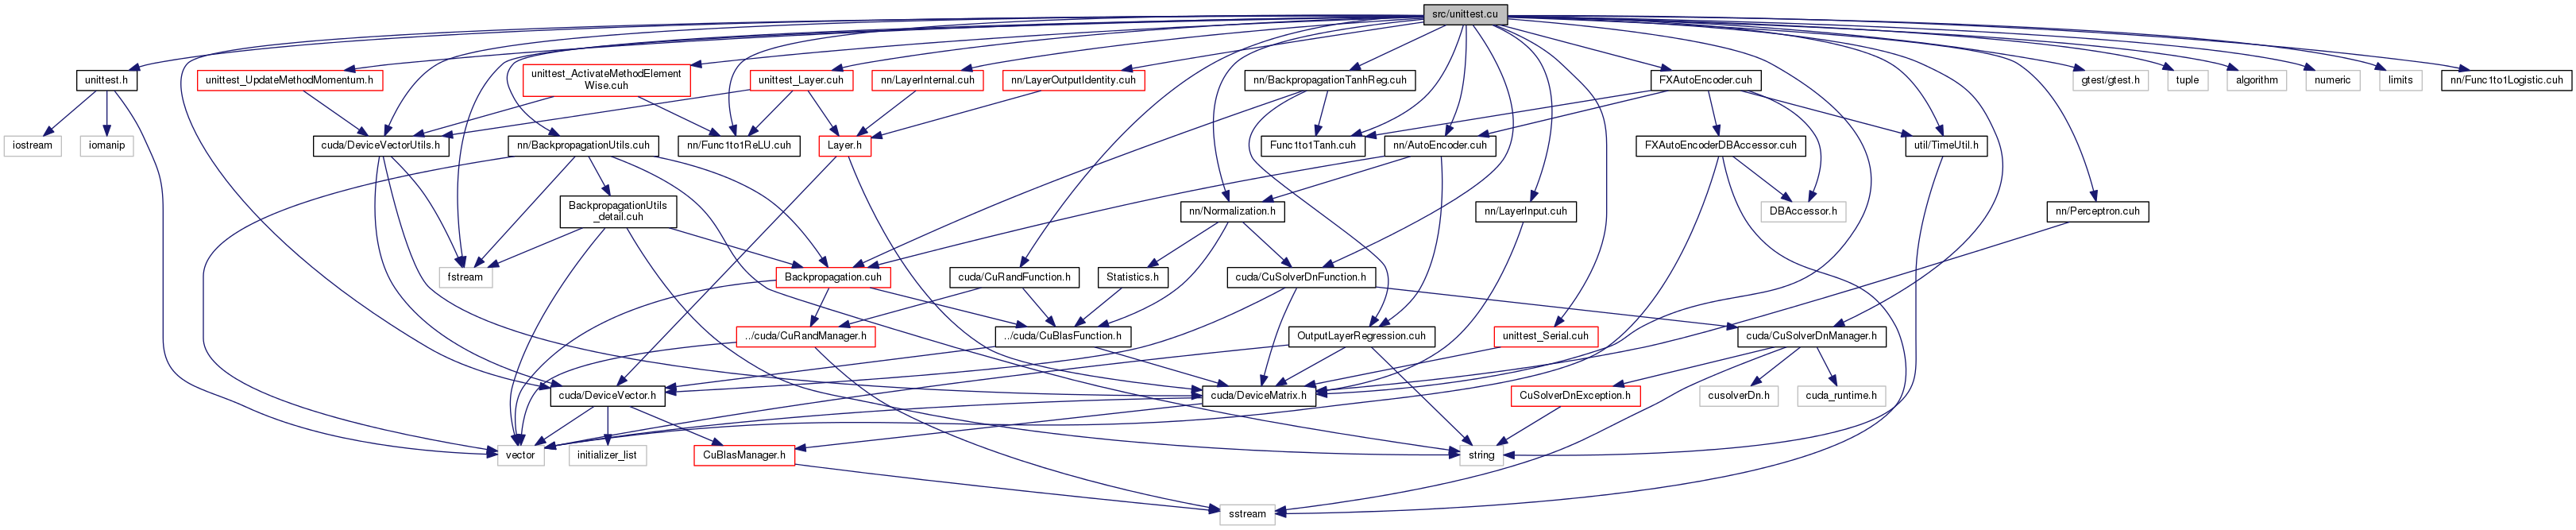 src/unittest.cu
unittest.h
unittest_UpdateMethodMomentum.h
unittest_ActivateMethodElement
Wise.cuh
unittest_Layer.cuh
nn/LayerInternal.cuh
nn/LayerOutputIdentity.cuh
nn/BackpropagationTanhReg.cuh
FXAutoEncoder.cuh
gtest/gtest.h
tuple
algorithm
numeric
limits
nn/Func1to1Logistic.cuh
iostream
iomanip
cuda/DeviceVectorUtils.h
nn/BackpropagationUtils.cuh
nn/Func1to1ReLU.cuh
Layer.h
Func1to1Tanh.cuh
nn/AutoEncoder.cuh
FXAutoEncoderDBAccessor.cuh
util/TimeUtil.h
BackpropagationUtils
_detail.cuh
nn/Normalization.h
nn/LayerInput.cuh
DBAccessor.h
nn/Perceptron.cuh
fstream
Backpropagation.cuh
cuda/CuRandFunction.h
Statistics.h
cuda/CuSolverDnFunction.h
../cuda/CuRandManager.h
../cuda/CuBlasFunction.h
OutputLayerRegression.cuh
unittest_Serial.cuh
cuda/CuSolverDnManager.h
cuda/DeviceVector.h
cuda/DeviceMatrix.h
CuSolverDnException.h
cusolverDn.h
cuda_runtime.h
vector
initializer_list
CuBlasManager.h
string
sstream